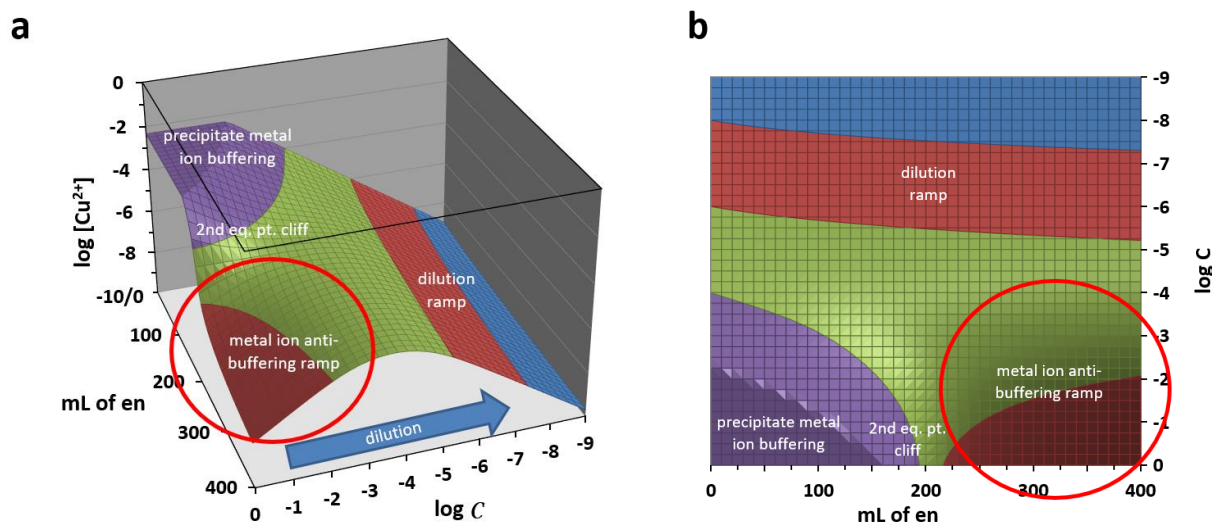 a
b
0
-2
-4
-6
-8
-10/0
log [Cu²⁺]
precipitate metal
ion buffering
2nd eq. pt. cliff
dilution
ramp
metal ion anti-
buffering ramp
100
200
300
400
mL of en
dilution
0
-1
-2
-3
-4
-5
-6
-7
-8
-9
log C
dilution
ramp
metal ion anti-
buffering ramp
precipitate metal
ion buffering
2nd eq. pt.
cliff
-9
-8
-7
-6
-5
-4
-3
-2
-1
0
log C
0
100
200
300
400
mL of en